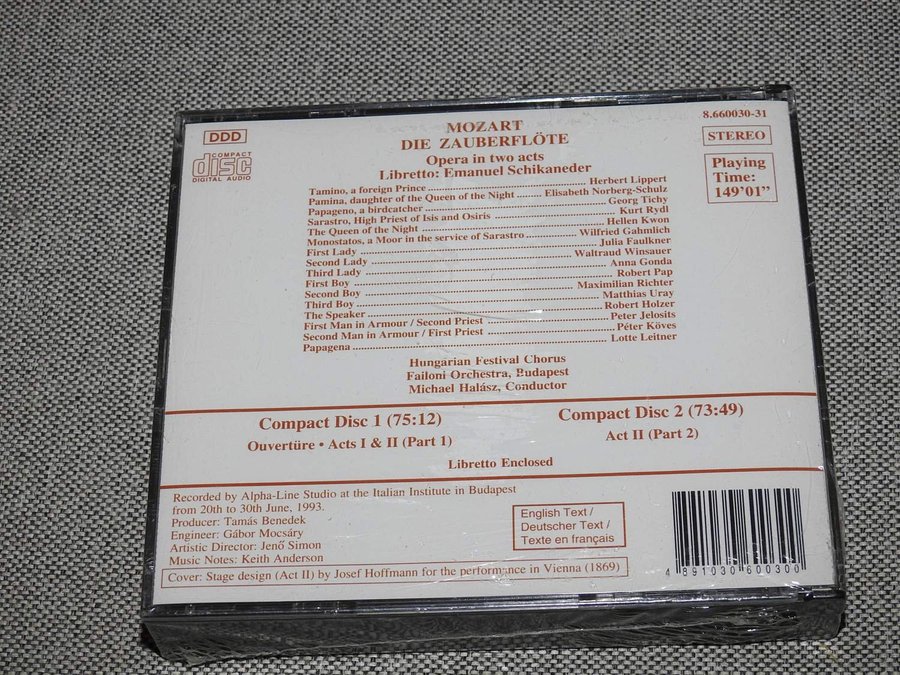 8.660030-31
DDD
COMPACT
disc
DIGITAL AUDIO
MOZART
DIE ZAUBERFLÖTE
Opera in two acts
Libretto: Emanuel Schikaneder
STEREO
Playing
Time:
149'01"
Tamino, a foreign Prince ........ Herbert Lippert
Pamina, daughter of the Queen of the Night ........ Elisabeth Norberg-Schulz
Papageno, a birdcatcher ........ Georg Tichy
Sarastro, High Priest of Isis and Osiris ........ Kurt Rydl
The Queen of the Night ........ Hellen Kwon
Monostatos, a Moor in the service of Sarastro ........ Wilfried Gahmlich
First Lady ........ Julia Faulkner
Second Lady ........ Waltraud Winsauer
Third Lady ........ Anna Gonda
First Boy ........ Robert Pap
Second Boy ........ Maximilian Richter
Third Boy ........ Matthias Uray
The Speaker ........ Robert Holzer
First Man in Armour / Second Priest ........ Peter Jelosits
Second Man in Armour / First Priest ........ Péter Köves
Papagena ........ Lotte Leitner
Hungarian Festival Chorus
Failoni Orchestra, Budapest
Michael Halász, Conductor
Compact Disc 1 (75:12)
Ouvertüre • Acts I & II (Part 1)
Compact Disc 2 (73:49)
Act II (Part 2)
Libretto Enclosed
Recorded by Alpha-Line Studio at the Italian Institute in Budapest
from 20th to 30th June, 1993.
Producer: Tamás Benedek
Engineer: Gábor Mocsáry
Artistic Director: Jenő Simon
Music Notes: Keith Anderson
Cover: Stage design (Act II) by Josef Hoffmann for the performance in Vienna (1869)
English Text /
Deutscher Text /
Texte en français
4 891030 600300